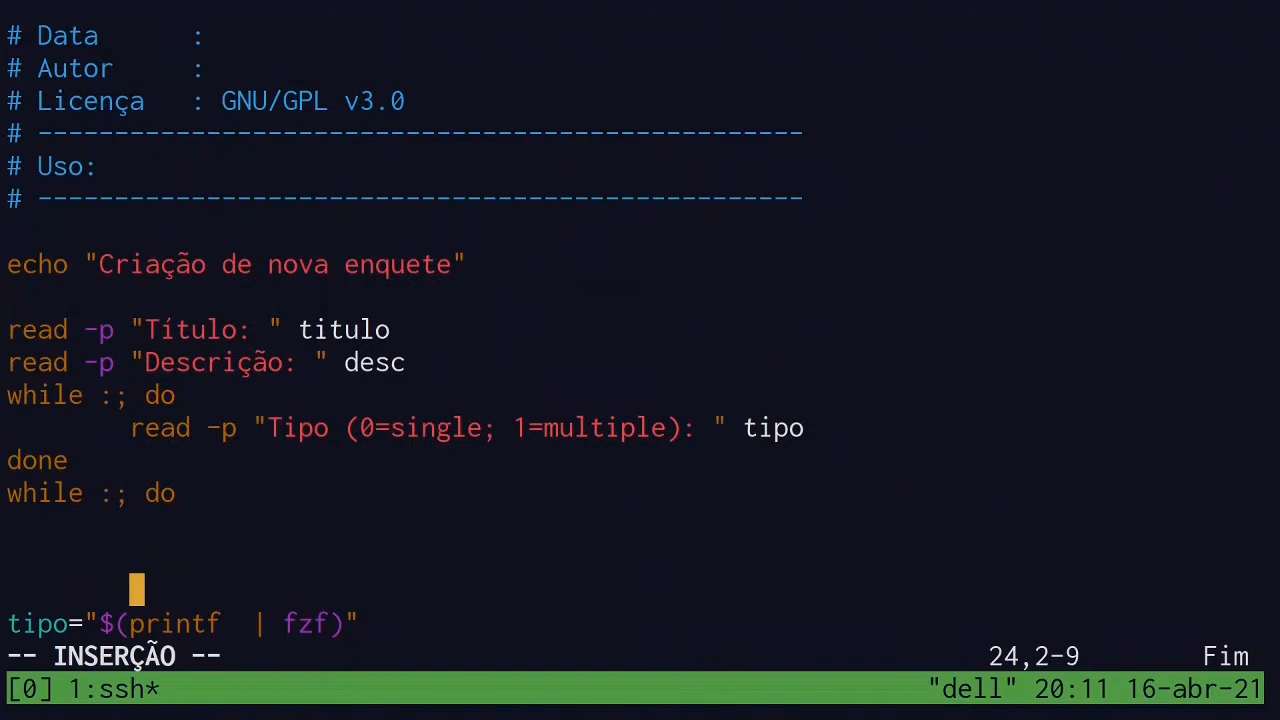 # Data      :
# Autor     :
# Licença   : GNU/GPL v3.0
# --------------------------------------------------
# Uso:
# --------------------------------------------------
echo "Criação de nova enquete"
read -p "Título: " titulo
read -p "Descrição: " desc
while :; do
        read -p "Tipo (0=single; 1=multiple): " tipo
done
while :; do
tipo="$(printf  | fzf)"
-- INSERÇÃO --                                                  24,2-9        Fim
[0] 1:ssh*                                                  "dell" 20:11 16-abr-21